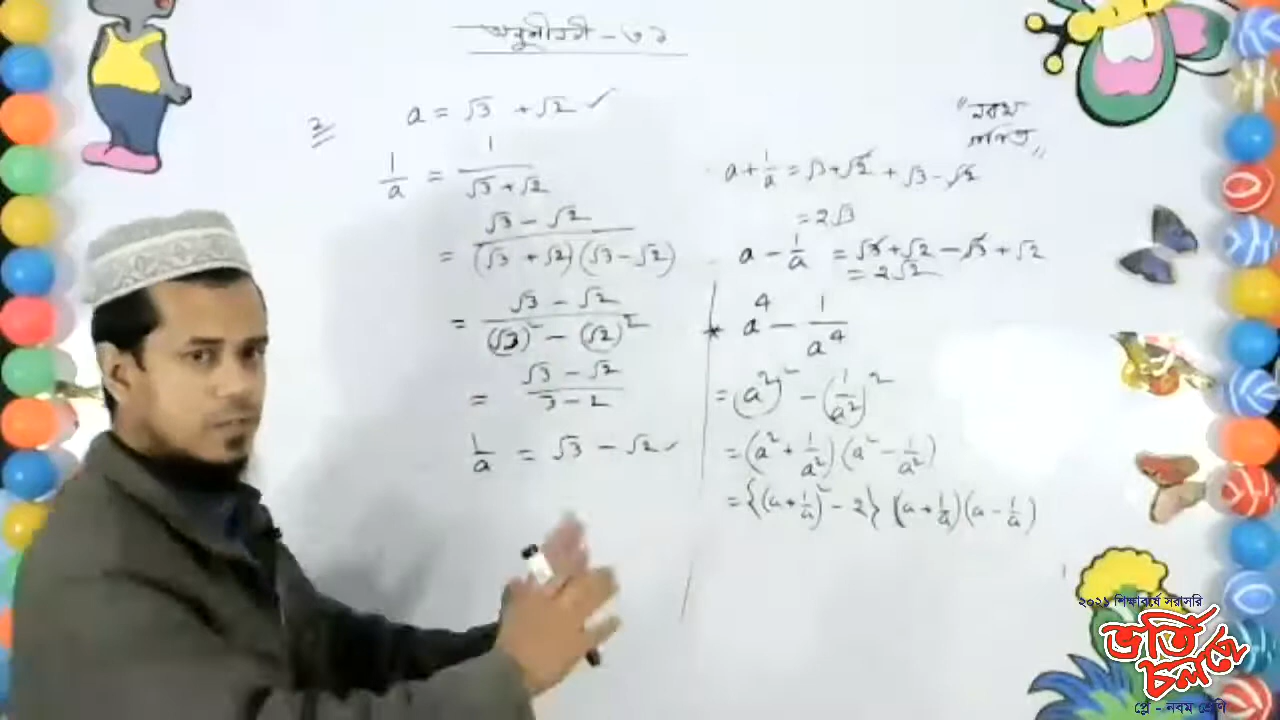 অনুশীলনী - ৩১
2
a = √3 + √2 ✓
1/a = 1/(√3+√2)
= (√3 - √2)/((√3 + √2)(√3 - √2))
= (√3 - √2)/((√3)² - (√2)²)
= (√3 - √2)/(3 - 2)
1/a = √3 - √2 ✓
"নবম
গণিত"
a + 1/a = √3 + √2 + √3 - √2
= 2√3
a - 1/a = √3 + √2 - √3 + √2
= 2√2
* a⁴ - 1/a⁴
= (a²)² - (1/a²)²
= (a² + 1/a²)(a² - 1/a²)
= {(a + 1/a)² - 2} (a + 1/a)(a - 1/a)
২০২১ শিক্ষাবর্ষে সরাসরি
ভর্তি
চলছে
প্লে - নবম শ্রেণি